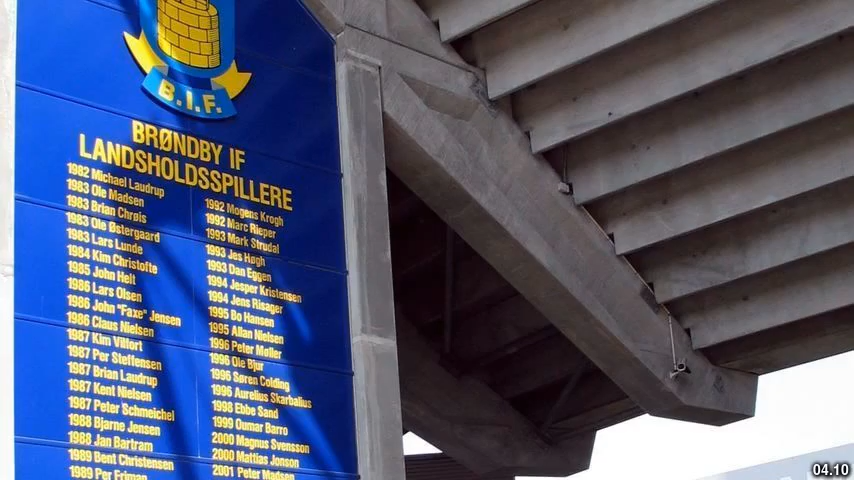 B.I.F.
BRØNDBY IF
LANDSHOLDSSPILLERE
1982 Michael Laudrup
1983 Ole Madsen
1983 Brian Chrøis
1983 Ole Østergaard
1983 Lars Lunde
1984 Kim Christofte
1985 John Helt
1986 Lars Olsen
1986 John "Faxe" Jensen
1986 Claus Nielsen
1987 Kim Vilfort
1987 Per Steffensen
1987 Brian Laudrup
1987 Kent Nielsen
1987 Peter Schmeichel
1988 Bjarne Jensen
1988 Jan Bartram
1989 Bent Christensen
1989 Per Friman
1992 Mogens Krogh
1992 Marc Rieper
1993 Mark Strudal
1993 Jes Høgh
1993 Dan Eggen
1994 Jesper Kristensen
1994 Jens Risager
1995 Bo Hansen
1995 Allan Nielsen
1996 Peter Møller
1996 Ole Bjur
1996 Søren Colding
1996 Aurelius Skarbalius
1998 Ebbe Sand
1999 Oumar Barro
2000 Magnus Svensson
2000 Mattias Jonson
2001 Peter Madsen
04.10